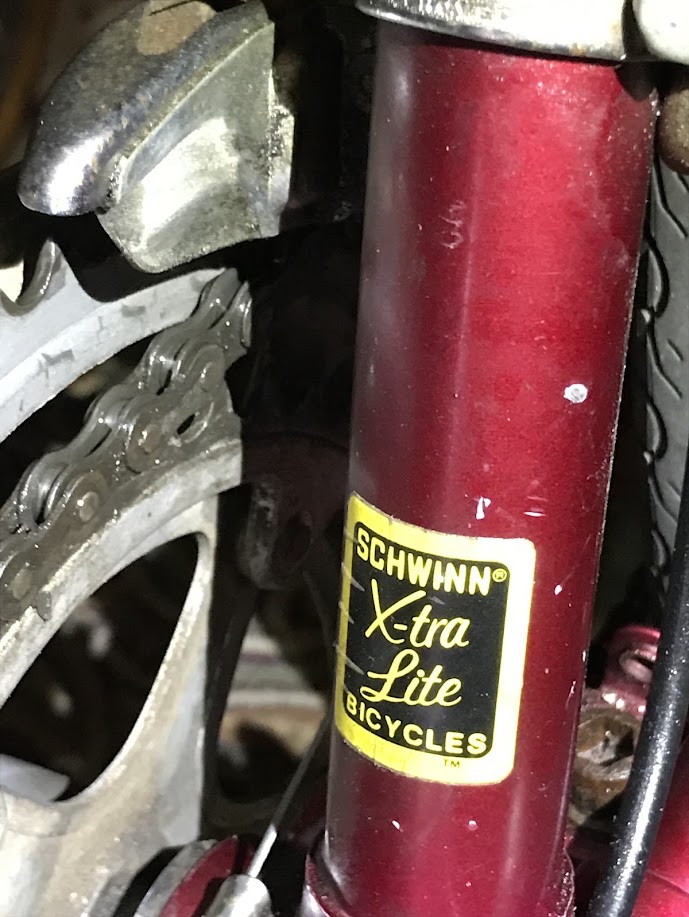 SCHWINN®
X-tra
Lite
BICYCLES
TM